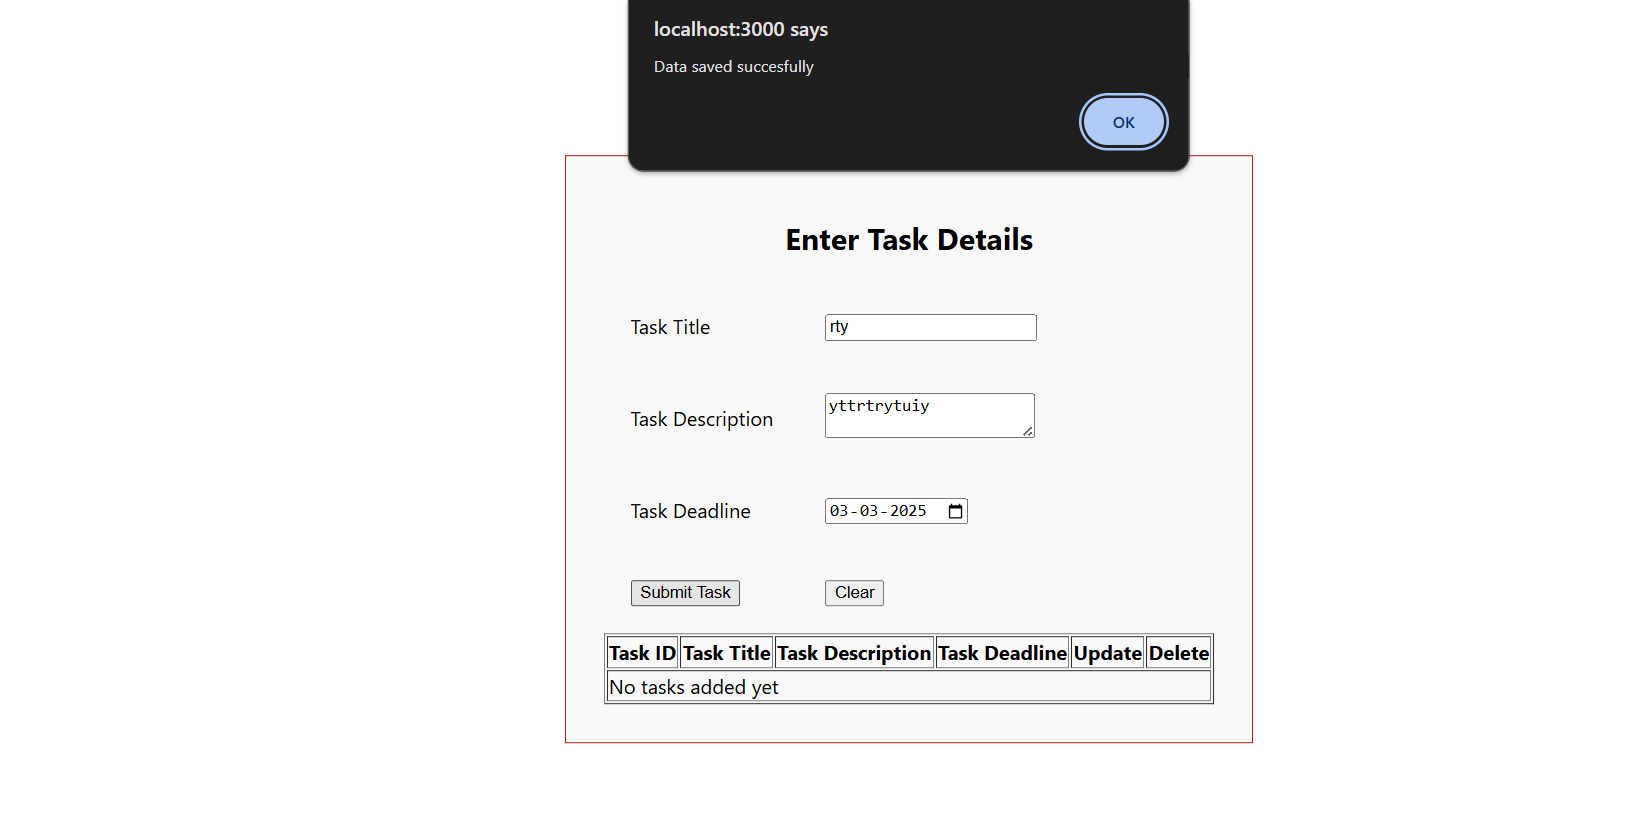 localhost:3000 says
Data saved succesfully
OK
Enter Task Details
Task Title rty
Task Description yttrtrytuiy
Task Deadline 03-03-2025
Submit Task Clear
Task ID Task Title Task Description Task Deadline Update Delete
No tasks added yet